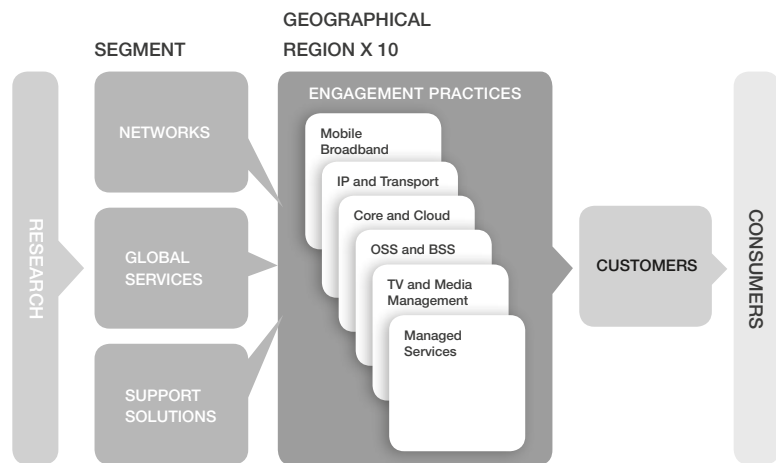 GEOGRAPHICAL
REGION X 10
SEGMENT
RESEARCH
NETWORKS
GLOBAL
SERVICES
SUPPORT
SOLUTIONS
ENGAGEMENT PRACTICES
Mobile
Broadband
IP and Transport
Core and Cloud
OSS and BSS
TV and Media
Management
Managed
Services
CUSTOMERS
CONSUMERS